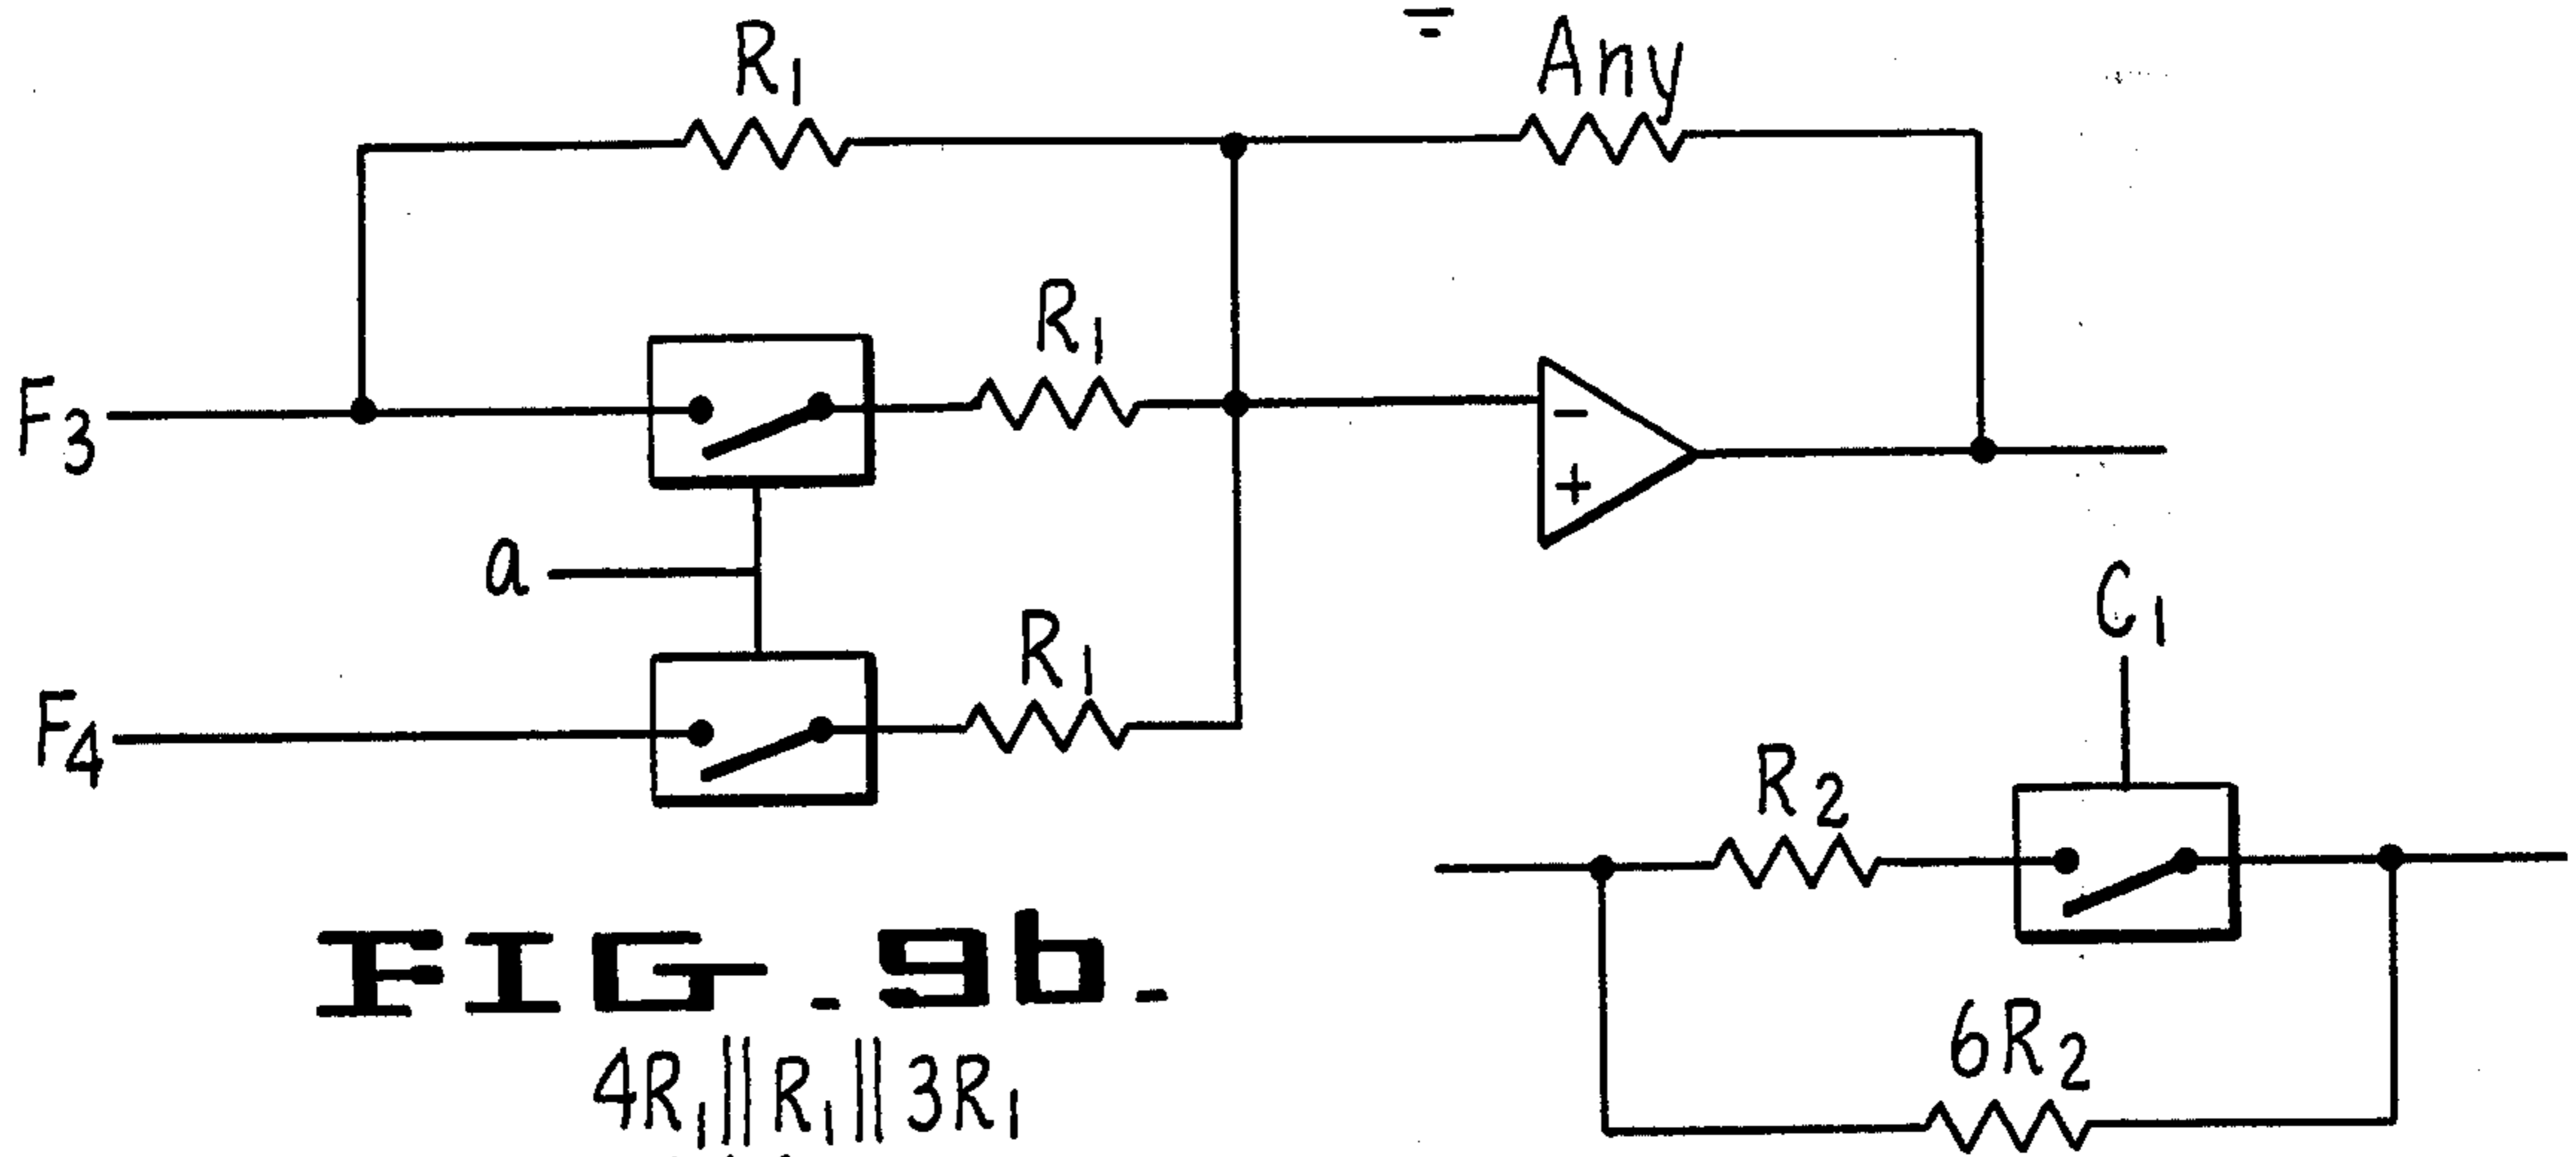 R1
Any
R1
F3
−
+
a
C1
R1
F4
R2
FIG. 9b.
6R2
4R1||R1||3R1